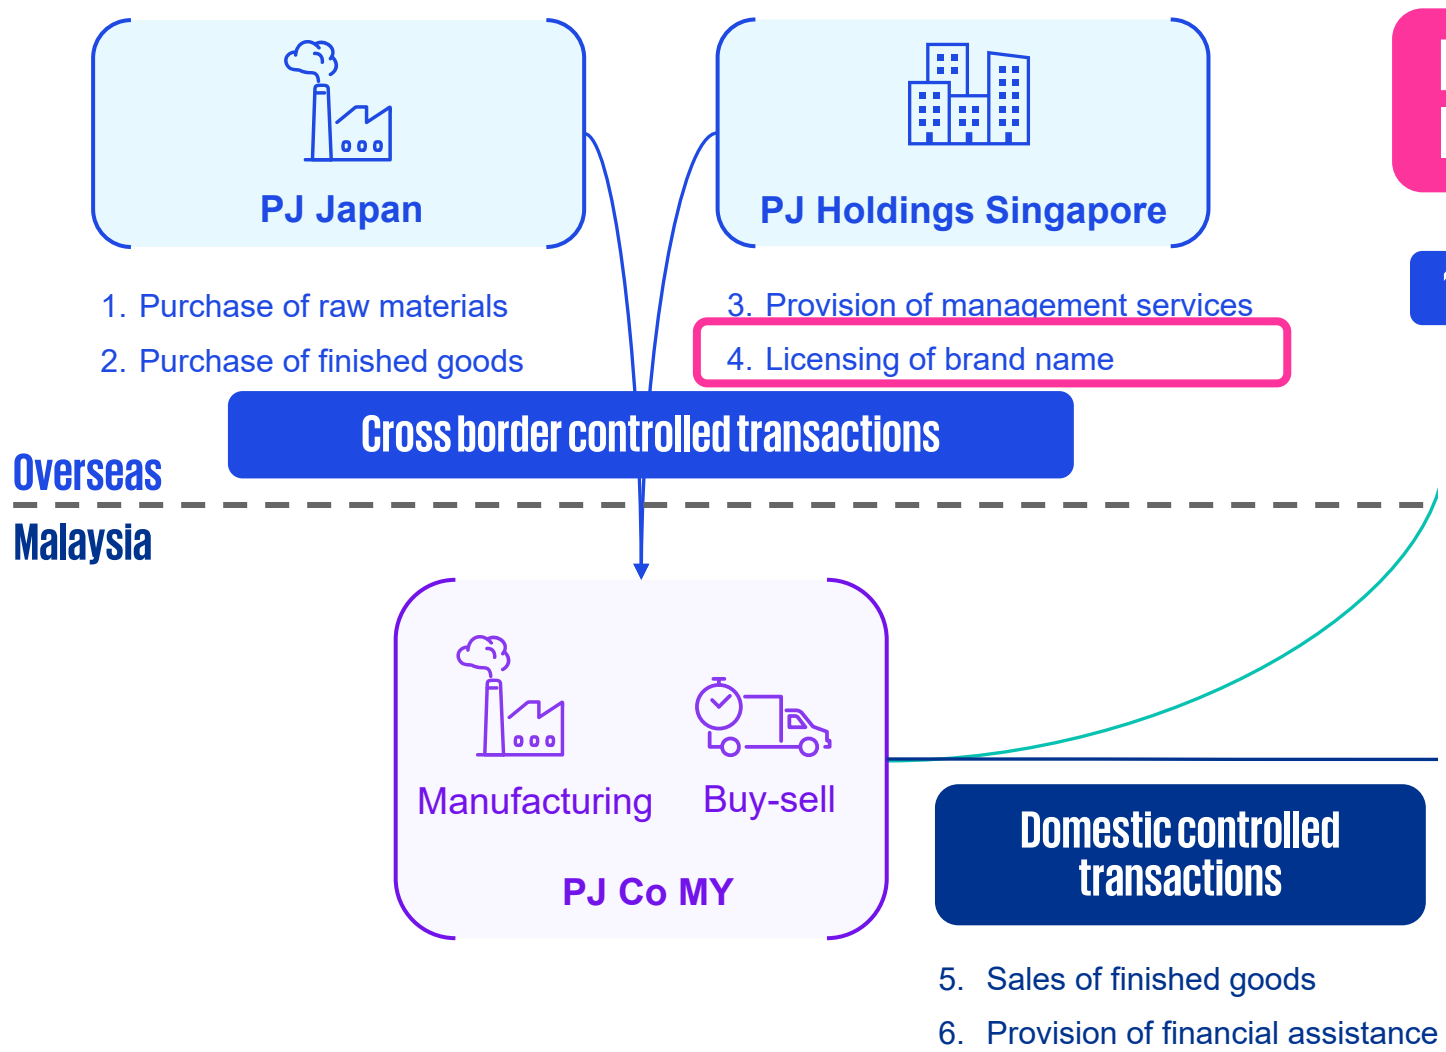 PJ Japan
PJ Holdings Singapore
1. Purchase of raw materials
2. Purchase of finished goods
3. Provision of management services
4. Licensing of brand name
Cross border controlled transactions
Overseas
Malaysia
Manufacturing
Buy-sell
PJ Co MY
Domestic controlled
transactions
5. Sales of finished goods
6. Provision of financial assistance